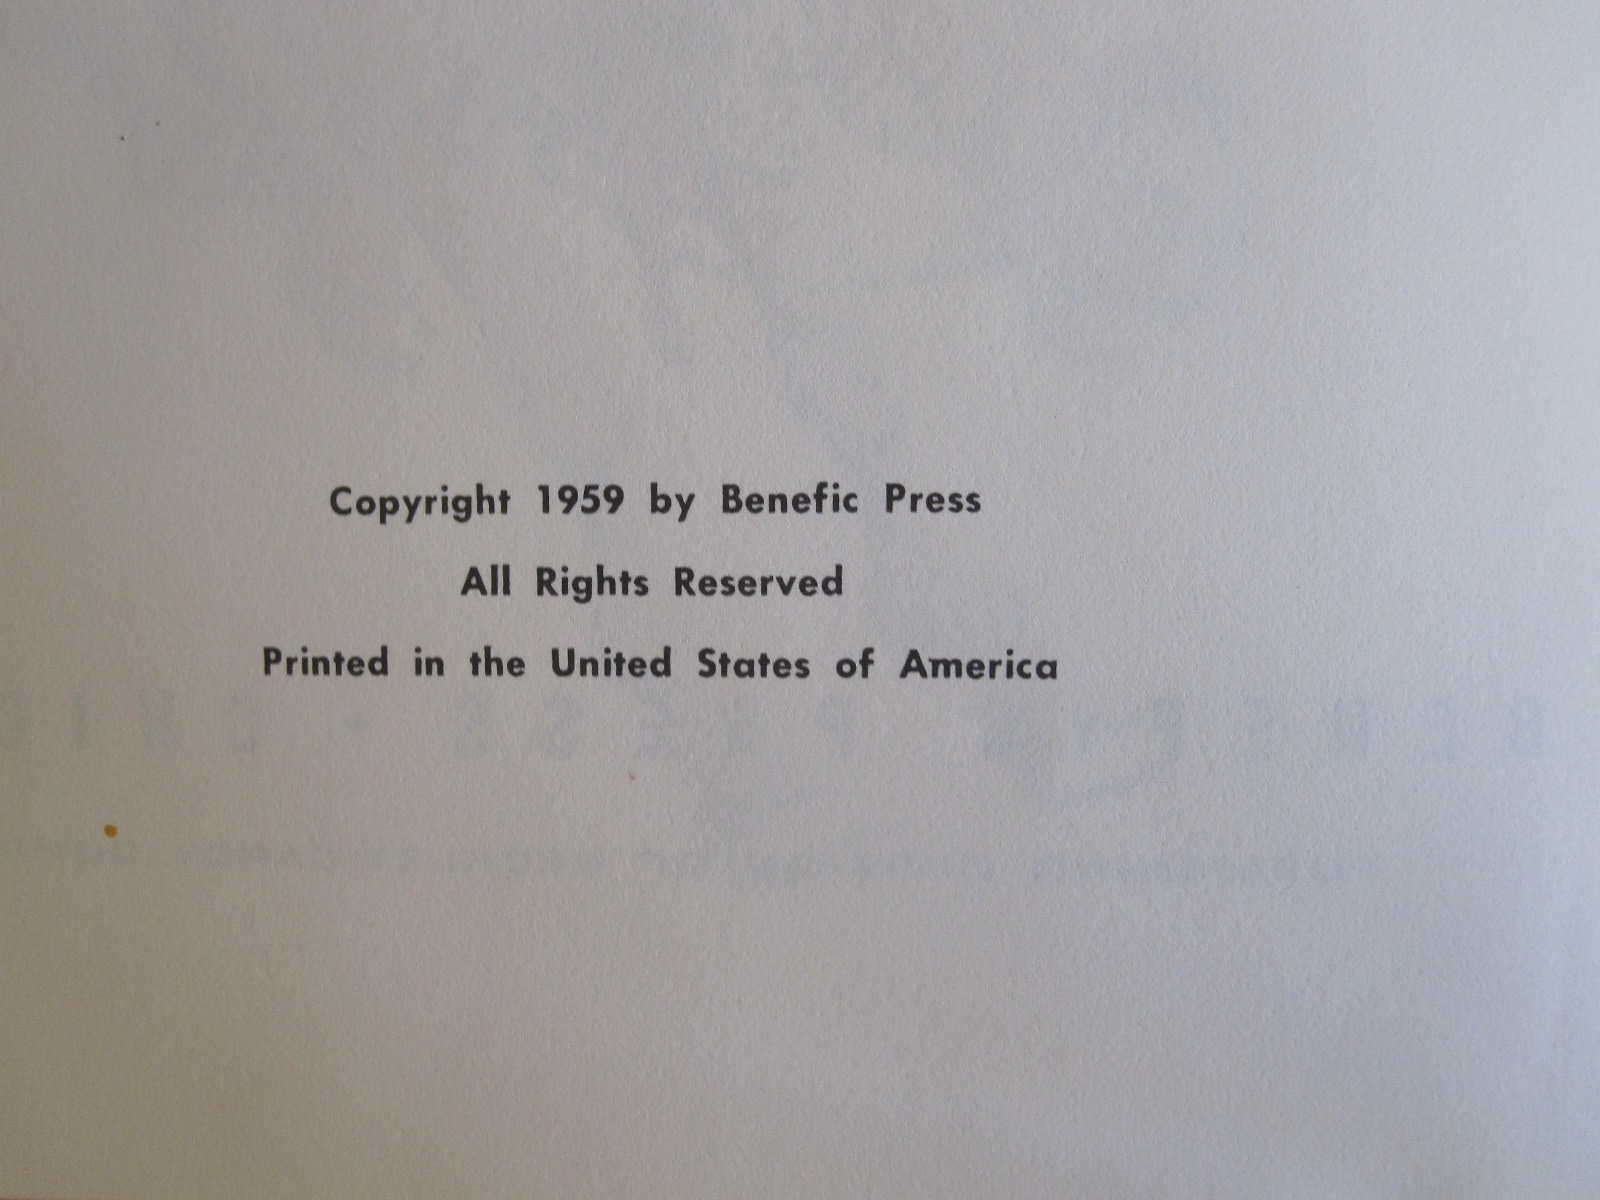 Copyright 1959 by Benefic Press
All Rights Reserved
Printed in the United States of America